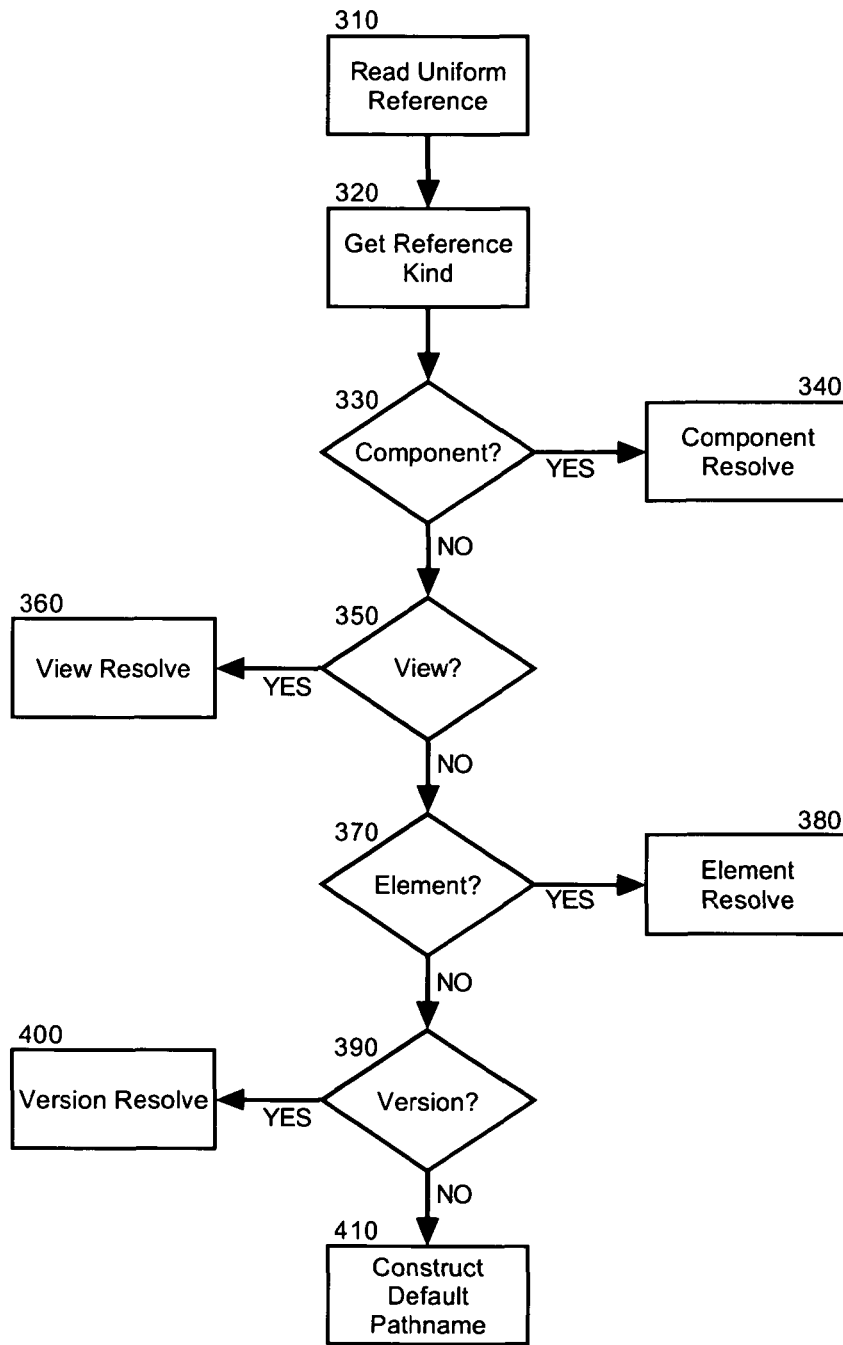 310
Read Uniform
Reference
320
Get Reference
Kind
330
Component?
YES
340
Component
Resolve
NO
350
View?
YES
360
View Resolve
NO
370
Element?
YES
380
Element
Resolve
NO
390
Version?
YES
400
Version Resolve
NO
410
Construct
Default
Pathname